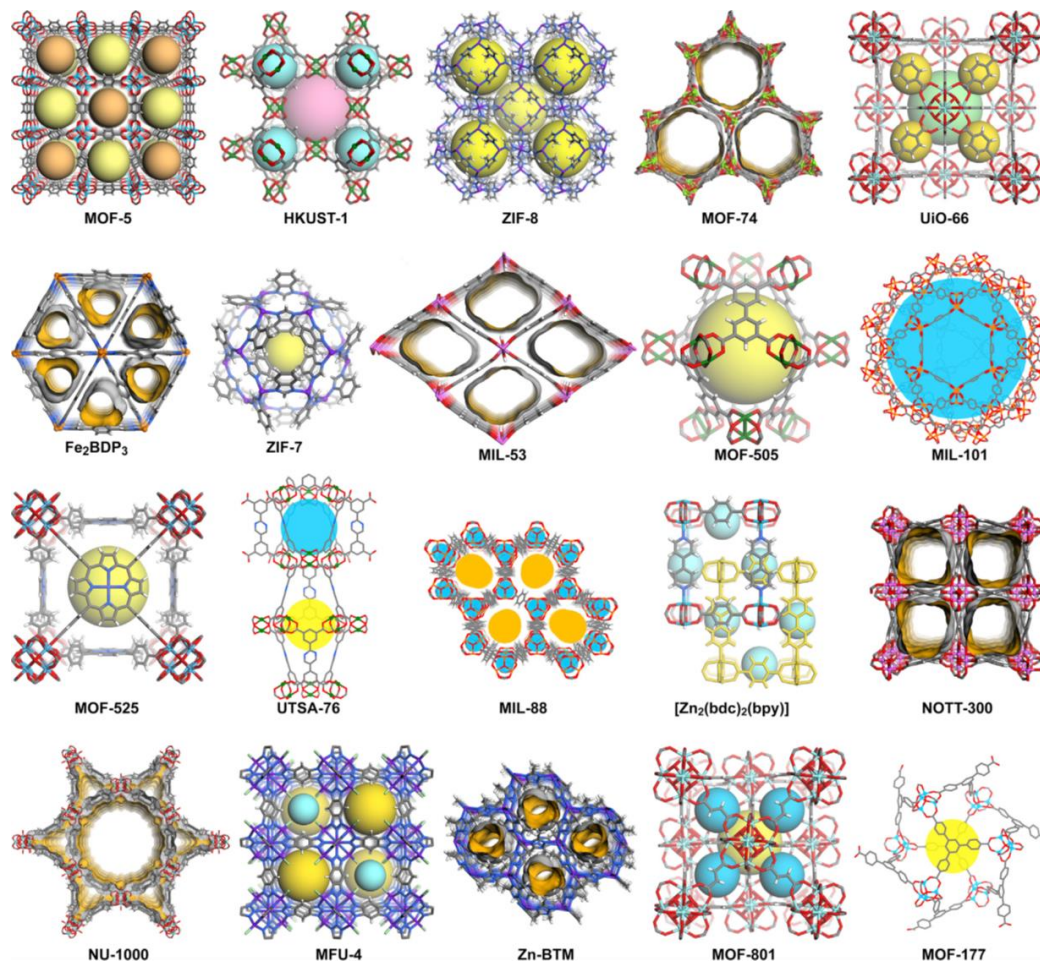 MOF-5
HKUST-1
ZIF-8
MOF-74
UiO-66
Fe₂BDP₃
ZIF-7
MIL-53
MOF-505
MIL-101
MOF-525
UTSA-76
MIL-88
[Zn₂(bdc)₂(bpy)]
NOTT-300
NU-1000
MFU-4
Zn-BTM
MOF-801
MOF-177